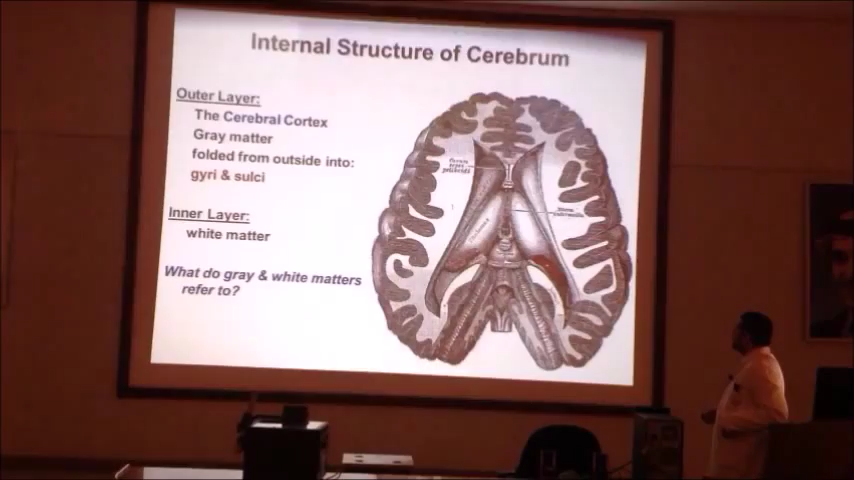 Internal Structure of Cerebrum
Outer Layer:
The Cerebral Cortex
Gray matter
folded from outside into:
gyri & sulci
Inner Layer:
white matter
What do gray & white matters
refer to?